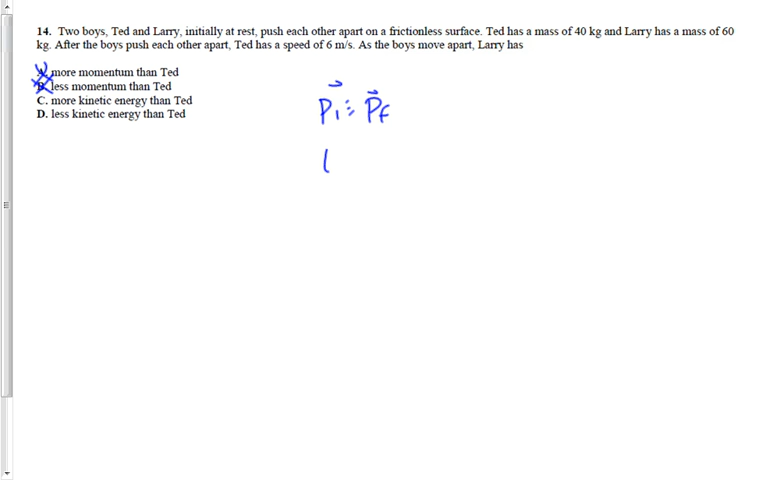 14. Two boys, Ted and Larry, initially at rest, push each other apart on a frictionless surface. Ted has a mass of 40 kg and Larry has a mass of 60
kg. After the boys push each other apart, Ted has a speed of 6 m/s. As the boys move apart, Larry has
A. more momentum than Ted
B. less momentum than Ted
C. more kinetic energy than Ted
D. less kinetic energy than Ted
Pi = Pf
(